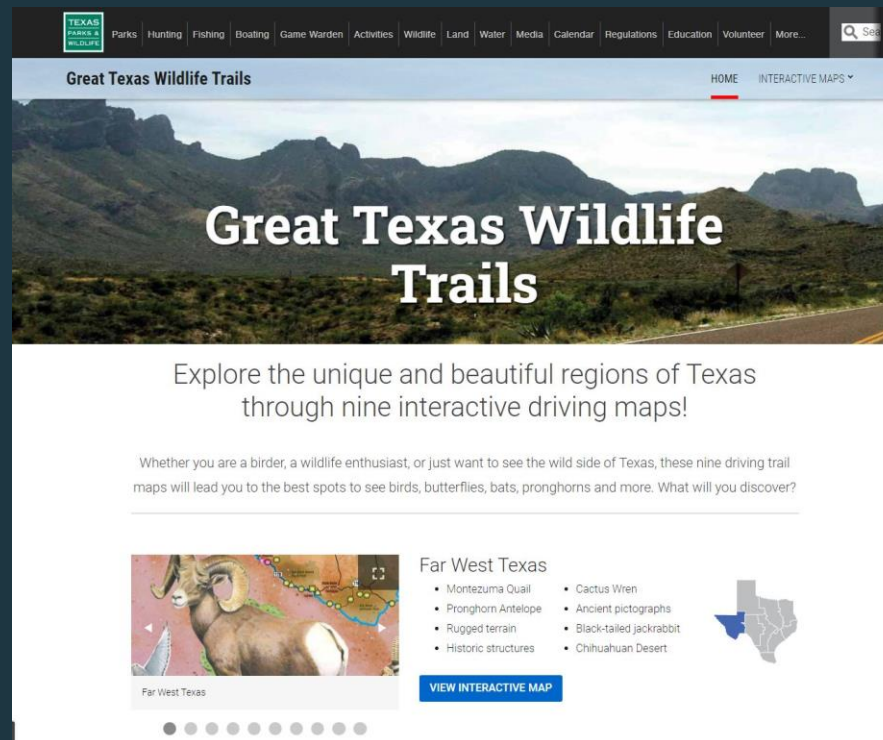 TEXAS
PARKS &
WILDLIFE
Parks Hunting Fishing Boating Game Warden Activities Wildlife Land Water Media Calendar Regulations Education Volunteer More...
Great Texas Wildlife Trails
HOME INTERACTIVE MAPS
Great Texas Wildlife
Trails
Explore the unique and beautiful regions of Texas
through nine interactive driving maps!
Whether you are a birder, a wildlife enthusiast, or just want to see the wild side of Texas, these nine driving trail
maps will lead you to the best spots to see birds, butterflies, bats, pronghorns and more. What will you discover?
Far West Texas
• Montezuma Quail
• Pronghorn Antelope
• Rugged terrain
• Historic structures
• Cactus Wren
• Ancient pictographs
• Black-tailed jackrabbit
• Chihuahuan Desert
VIEW INTERACTIVE MAP
Far West Texas